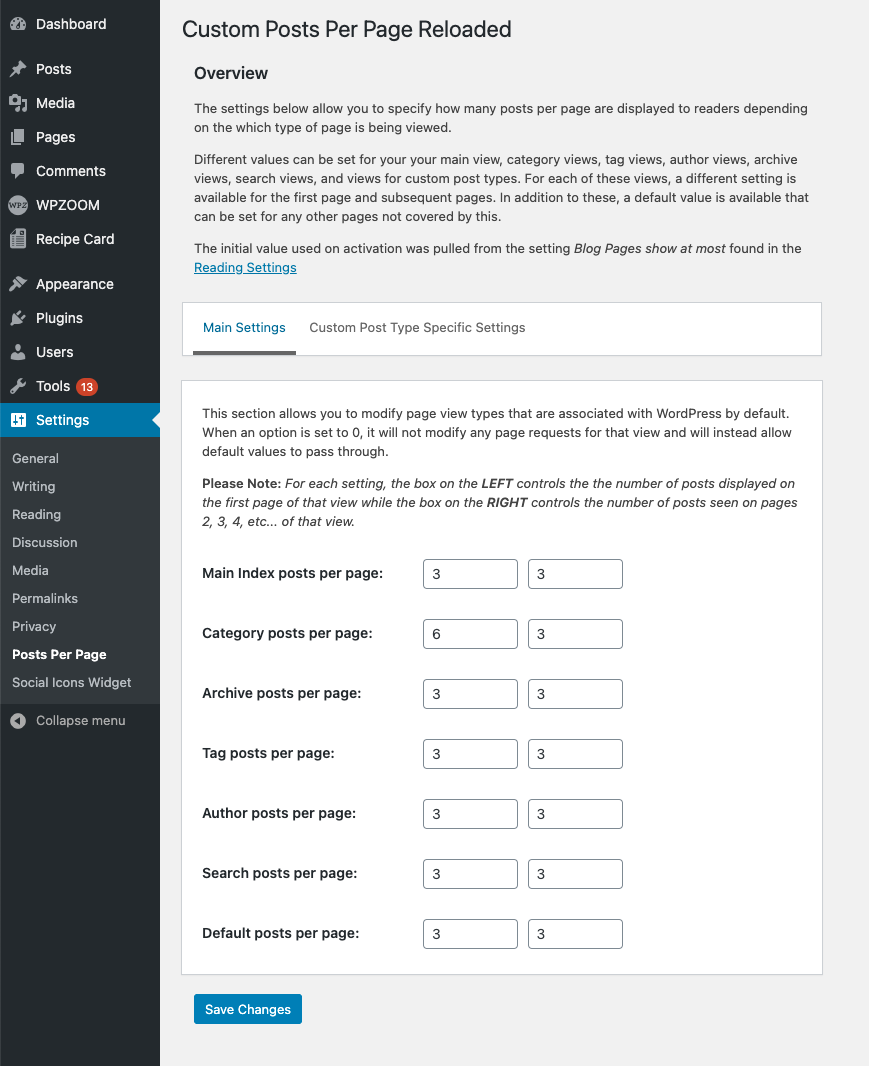 Dashboard
Posts
Media
Pages
Comments
WPZ WPZOOM
Recipe Card
Appearance
Plugins
Users
Tools 13
Settings
General
Writing
Reading
Discussion
Media
Permalinks
Privacy
Posts Per Page
Social Icons Widget
Collapse menu
Custom Posts Per Page Reloaded
Overview
The settings below allow you to specify how many posts per page are displayed to readers depending
on the which type of page is being viewed.
Different values can be set for your your main view, category views, tag views, author views, archive
views, search views, and views for custom post types. For each of these views, a different setting is
available for the first page and subsequent pages. In addition to these, a default value is available that
can be set for any other pages not covered by this.
The initial value used on activation was pulled from the setting Blog Pages show at most found in the
Reading Settings
Main Settings Custom Post Type Specific Settings
This section allows you to modify page view types that are associated with WordPress by default.
When an option is set to 0, it will not modify any page requests for that view and will instead allow
default values to pass through.
Please Note: For each setting, the box on the LEFT controls the the number of posts displayed on
the first page of that view while the box on the RIGHT controls the number of posts seen on pages
2, 3, 4, etc... of that view.
Main Index posts per page: 3 3
Category posts per page: 6 3
Archive posts per page: 3 3
Tag posts per page: 3 3
Author posts per page: 3 3
Search posts per page: 3 3
Default posts per page: 3 3
Save Changes